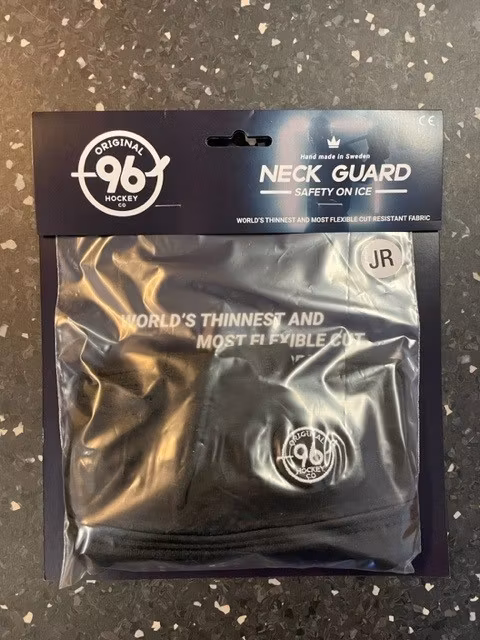 ORIGINAL
96
HOCKEY
CO
CE
Hand made in Sweden
NECK GUARD
SAFETY ON ICE
WORLD'S THINNEST AND MOST FLEXIBLE CUT RESISTANT FABRIC
JR
WORLD'S THINNEST AND
MOST FLEXIBLE CUT
ORIGINAL
96
HOCKEY
CO